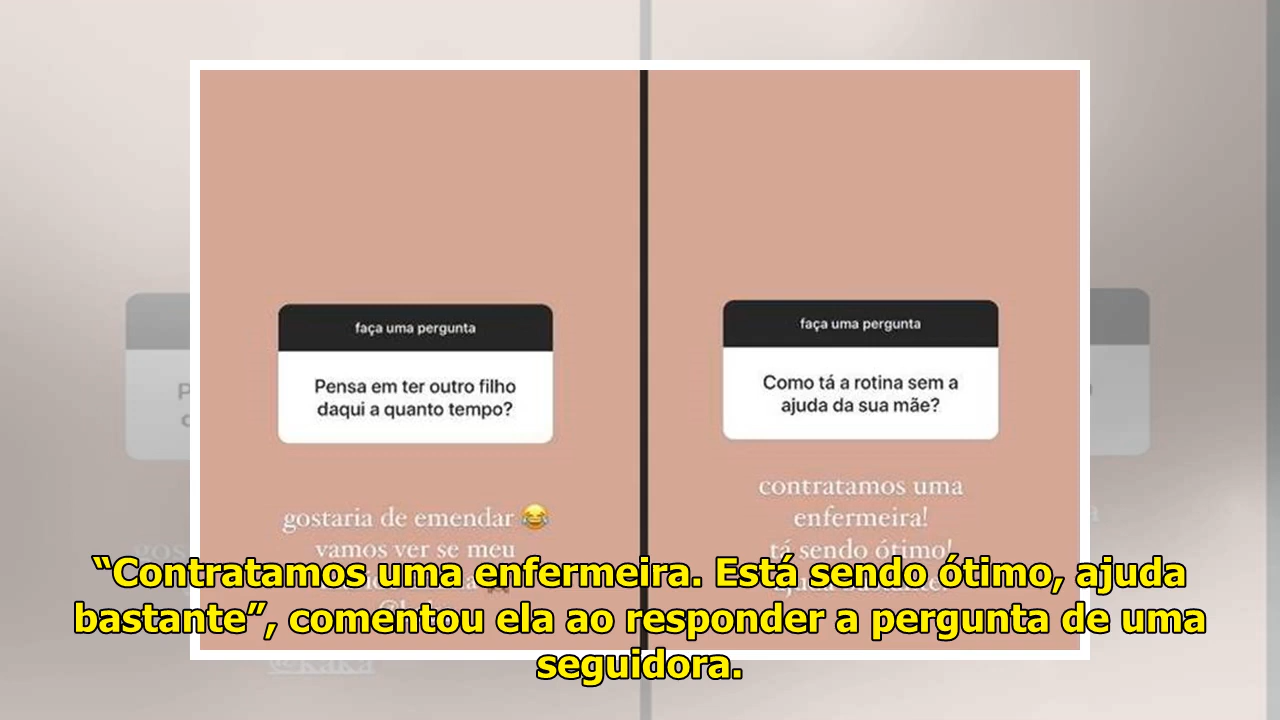 faça uma pergunta
Pensa em ter outro filho
daqui a quanto tempo?
gostaria de emendar 😂
vamos ver se meu
faça uma pergunta
Como tá a rotina sem a
ajuda da sua mãe?
contratamos uma
enfermeira!
tá sendo ótimo!
“Contratamos uma enfermeira. Está sendo ótimo, ajuda
bastante”, comentou ela ao responder a pergunta de uma
seguidora.
@kaka